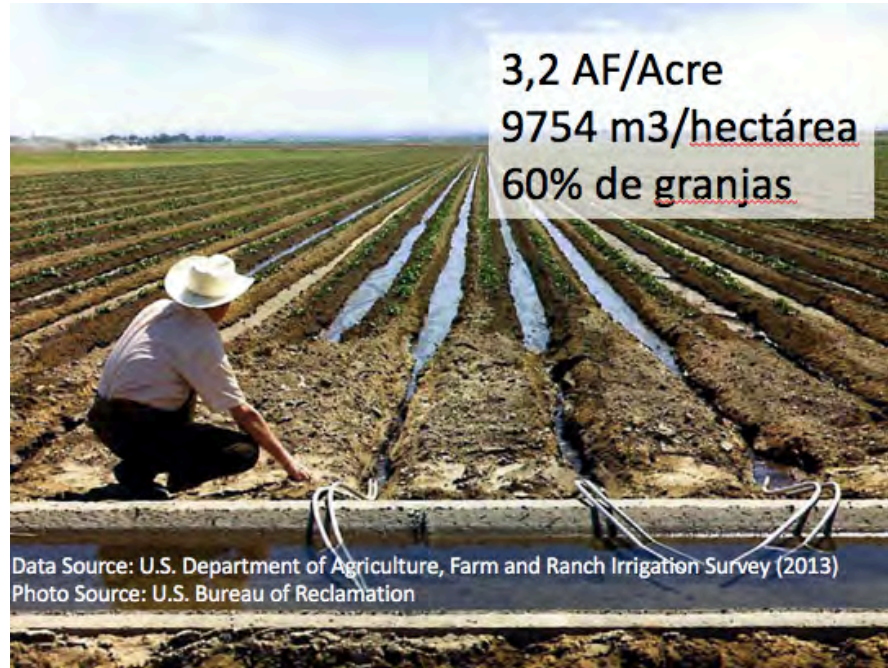 3,2 AF/Acre
9754 m3/hectárea
60% de granjas
Data Source: U.S. Department of Agriculture, Farm and Ranch Irrigation Survey (2013)
Photo Source: U.S. Bureau of Reclamation